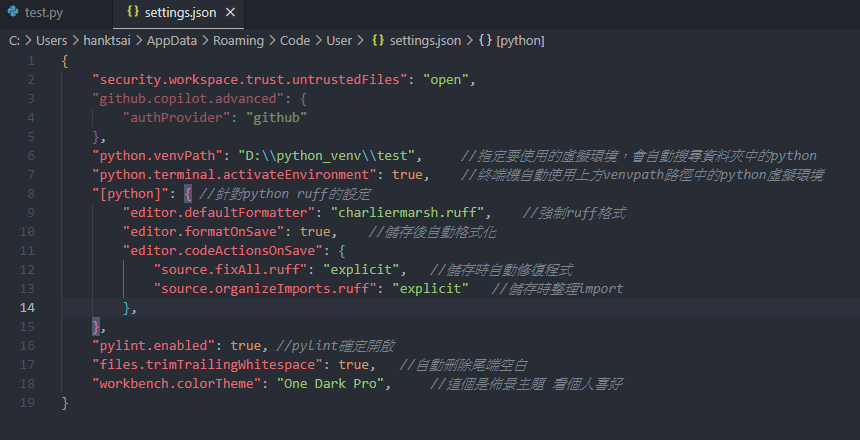 test.py settings.json ×
C: > Users > hanktsai > AppData > Roaming > Code > User > {} settings.json > {} [python]
1 {
2 "security.workspace.trust.untrustedFiles": "open",
3 "github.copilot.advanced": {
4 "authProvider": "github"
5 },
6 "python.venvPath": "D:\\python_venv\\test", //指定要使用的虛擬環境，會自動搜尋資料夾中的python
7 "python.terminal.activateEnvironment": true, //終端機自動使用上方venvpath路徑中的python虛擬環境
8 "[python]": { //針對python ruff的設定
9 "editor.defaultFormatter": "charliermarsh.ruff", //強制ruff格式
10 "editor.formatOnSave": true, //儲存後自動格式化
11 "editor.codeActionsOnSave": {
12 "source.fixAll.ruff": "explicit", //儲存時自動修復程式
13 "source.organizeImports.ruff": "explicit" //儲存時整理import
14 },
15 },
16 "pylint.enabled": true, //pylint確定開啟
17 "files.trimTrailingWhitespace": true, //自動刪除尾端空白
18 "workbench.colorTheme": "One Dark Pro", //這個是佈景主題 看個人喜好
19 }